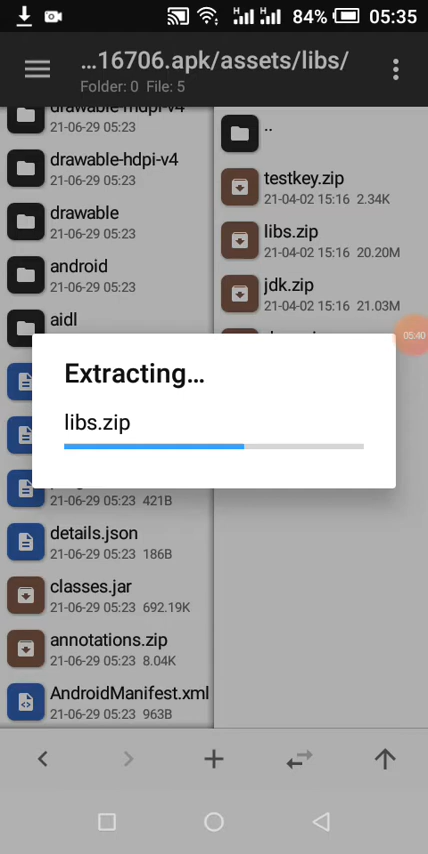 84% 05:35
…16706.apk/assets/libs/
Folder: 0 File: 5
drawable-hdpi-v4
21-06-29 05:23
drawable
21-06-29 05:23
android
21-06-29 05:23
aidl
421B
21-06-29 05:23
details.json
21-06-29 05:23 186B
classes.jar
21-06-29 05:23 692.19K
annotations.zip
21-06-29 05:23 8.04K
AndroidManifest.xml
21-06-29 05:23 963B
..
testkey.zip
21-04-02 15:16 2.34K
libs.zip
21-04-02 15:16 20.20M
jdk.zip
21-04-02 15:16 21.03M
05:40
Extracting...
libs.zip